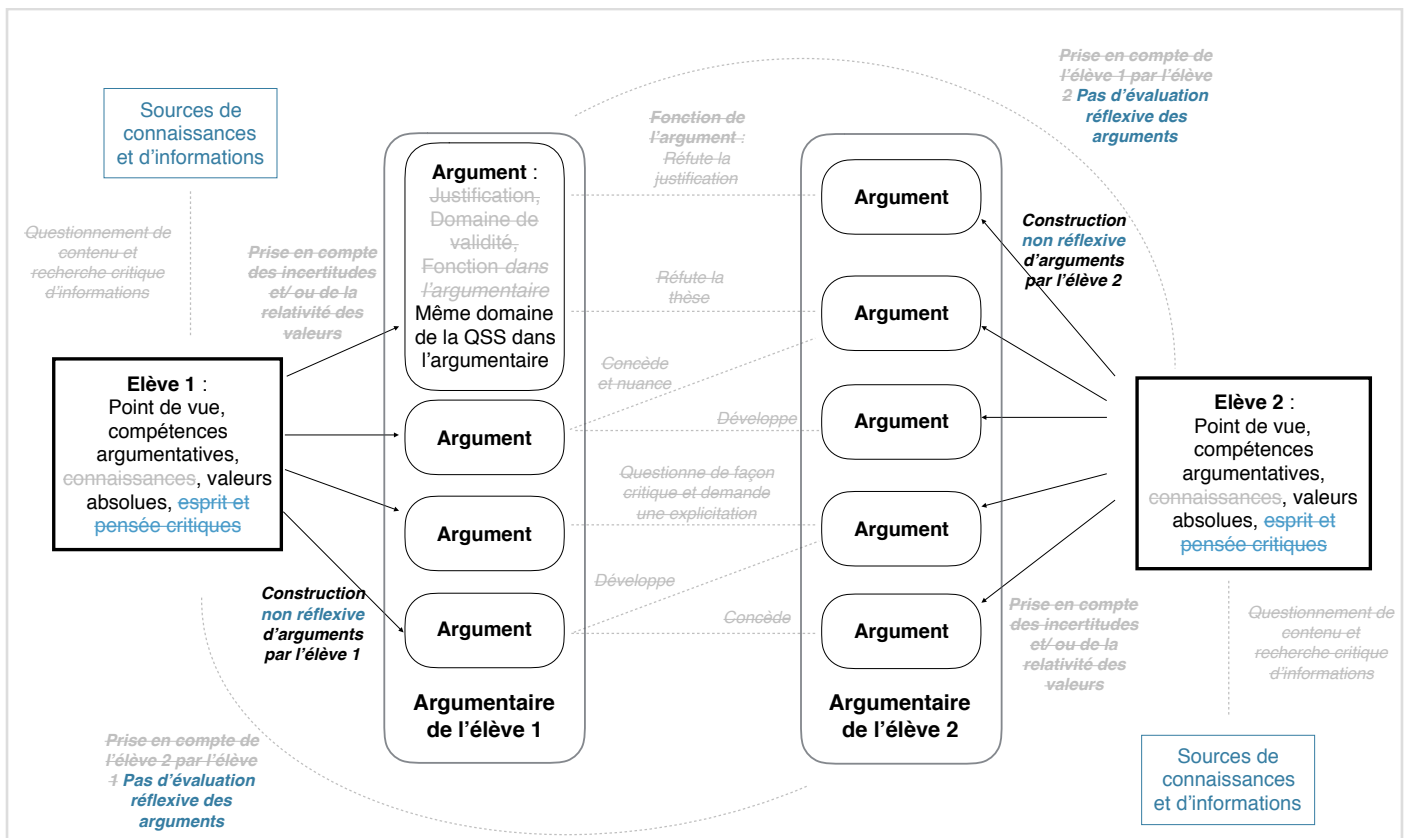 Sources de
connaissances
et d'informations
Questionnement de
contenu et
recherche critique
d'informations
Prise en compte
des incertitudes
et/ ou de la
relativité des
valeurs
Elève 1 :
Point de vue,
compétences
argumentatives,
connaissances, valeurs
absolues, esprit et
pensée critiques
Construction
non réflexive
d'arguments
par l'élève 1
Prise en compte de
l'élève 2 par l'élève
1 Pas d'évaluation
réflexive des
arguments
Argument :
Justification,
Domaine de
validité,
Fonction dans
l'argumentaire
Même domaine
de la QSS dans
l'argumentaire
Argument
Argument
Argument
Argumentaire
de l'élève 1
Fonction de
l'argument :
Réfute la
justification
Réfute la
thèse
Concède
et nuance
Développe
Questionne de façon
critique et demande
une explicitation
Développe
Concède
Argument
Argument
Argument
Argument
Argument
Argumentaire
de l'élève 2
Prise en compte de
l'élève 1 par l'élève
2 Pas d'évaluation
réflexive des
arguments
Construction
non réflexive
d'arguments
par l'élève 2
Elève 2 :
Point de vue,
compétences
argumentatives,
connaissances, valeurs
absolues, esprit et
pensée critiques
Prise en compte
des incertitudes
et/ ou de la
relativité des
valeurs
Questionnement de
contenu et
recherche critique
d'informations
Sources de
connaissances
et d'informations